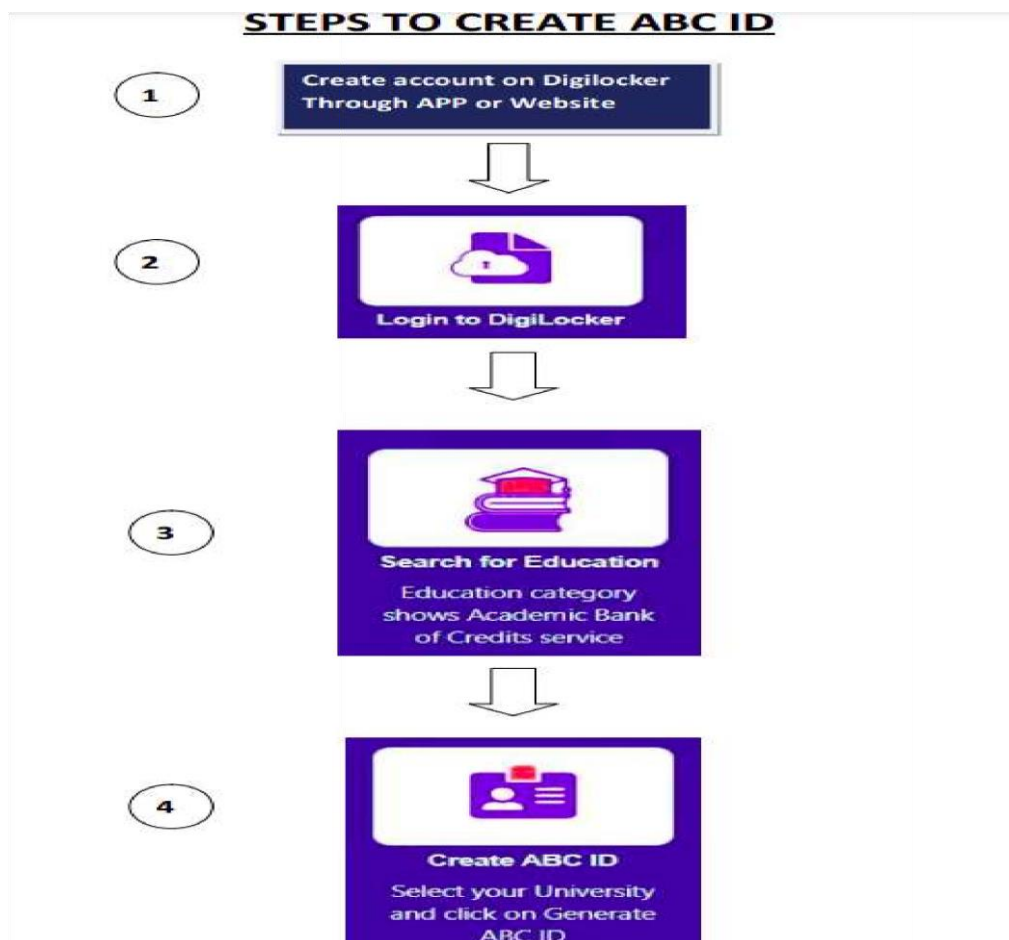 STEPS TO CREATE ABC ID
1
Create account on Digilocker
Through APP or Website
2
Login to DigiLocker
3
Search for Education
Education category
shows Academic Bank
of Credits service
4
Create ABC ID
Select your University
and click on Generate
ABC ID